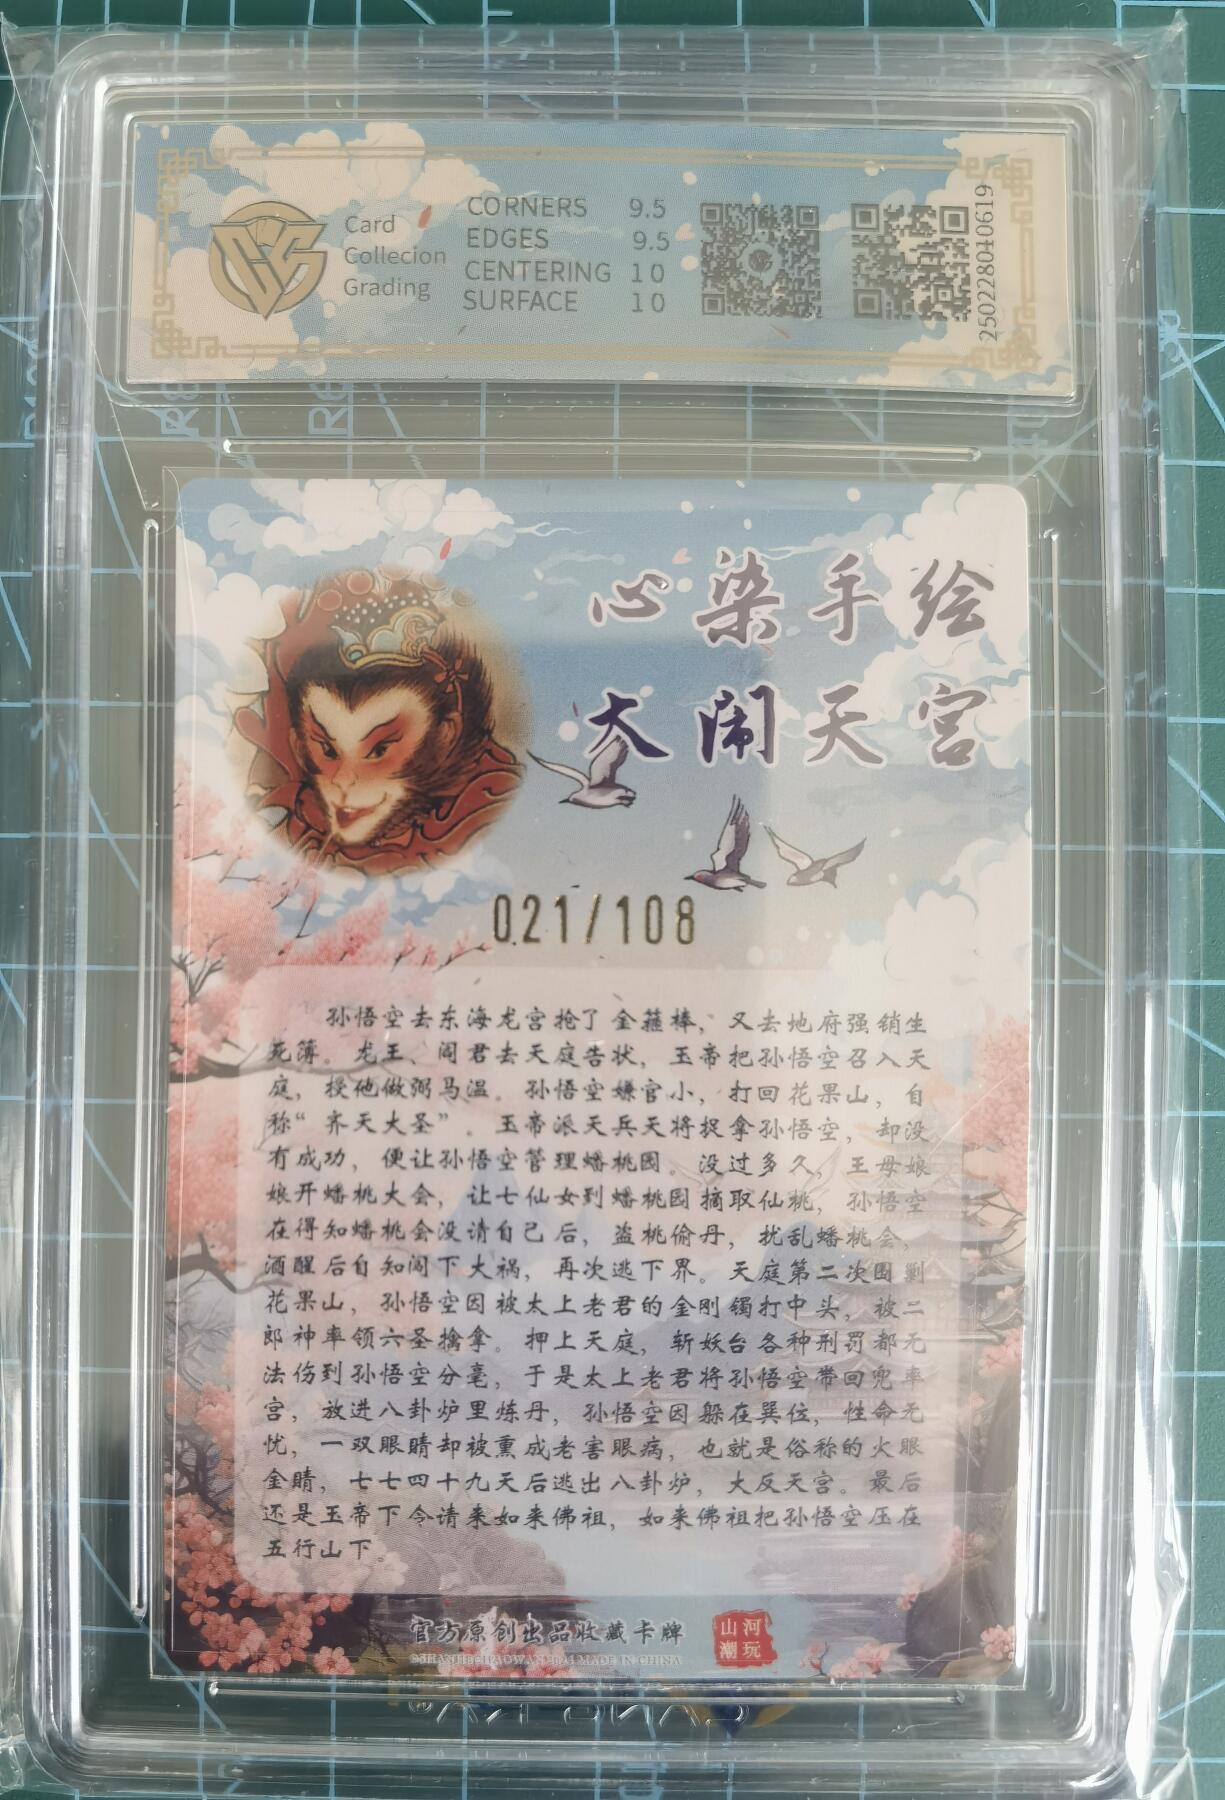 Card
Collecion
Grading
CORNERS 9.5
EDGES 9.5
CENTERING 10
SURFACE 10
250228040619
心染手绘
大闹天宫
021/108
孙悟空去东海龙宫抢了金箍棒，又去地府强销生
死簿。龙王、阎君去天庭告状，玉帝把孙悟空召入天
庭，授他做弼马温。孙悟空嫌官小，打回花果山，自
称“齐天大圣”。玉帝派天兵天将捉拿孙悟空，却没
有成功，便让孙悟空管理蟠桃园。没过多久，王母娘
娘开蟠桃大会，让七仙女到蟠桃园摘取仙桃，孙悟空
在得知蟠桃会没请自己后，盗桃偷丹，扰乱蟠桃会，
酒醒后自知闯下大祸，再次逃下界。天庭第二次围剿
花果山，孙悟空因被太上老君的金刚镯打中头，被二
郎神率领六圣擒拿。押上天庭，斩妖台各种刑罚都无
法伤到孙悟空分毫，于是太上老君将孙悟空带回兜率
宫，放进八卦炉里炼丹，孙悟空因躲在巽位，性命无
忧，一双眼睛却被熏成老害眼病，也就是俗称的火眼
金睛，七七四十九天后逃出八卦炉，大反天宫。最后
还是玉帝下令请来如来佛祖，如来佛祖把孙悟空压在
五行山下。
官方原创出品收藏卡牌
山河
潮玩